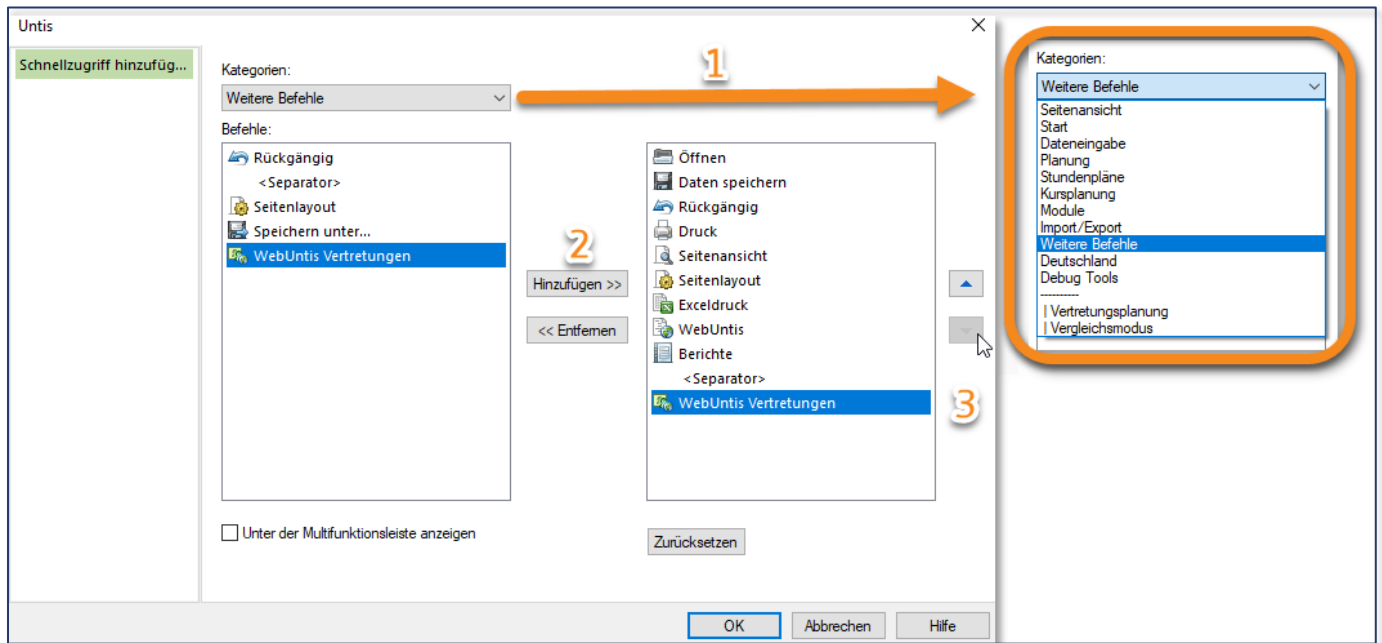 Untis
Schnellzugriff hinzufüg...
Kategorien:
Weitere Befehle
1
Befehle:
Rückgängig
<Separator>
Seitenlayout
Speichern unter...
WebUntis Vertretungen
2
Hinzufügen >>
<< Entfernen
Öffnen
Daten speichern
Rückgängig
Druck
Seitenansicht
Seitenlayout
Exceldruck
WebUntis
Berichte
<Separator>
WebUntis Vertretungen
3
Unter der Multifunktionsleiste anzeigen
Zurücksetzen
OK
Abbrechen
Hilfe
Kategorien:
Weitere Befehle
Seitenansicht
Start
Dateneingabe
Planung
Stundenpläne
Kursplanung
Module
Import/Export
Weitere Befehle
Deutschland
Debug Tools
----------
| Vertretungsplanung
| Vergleichsmodus